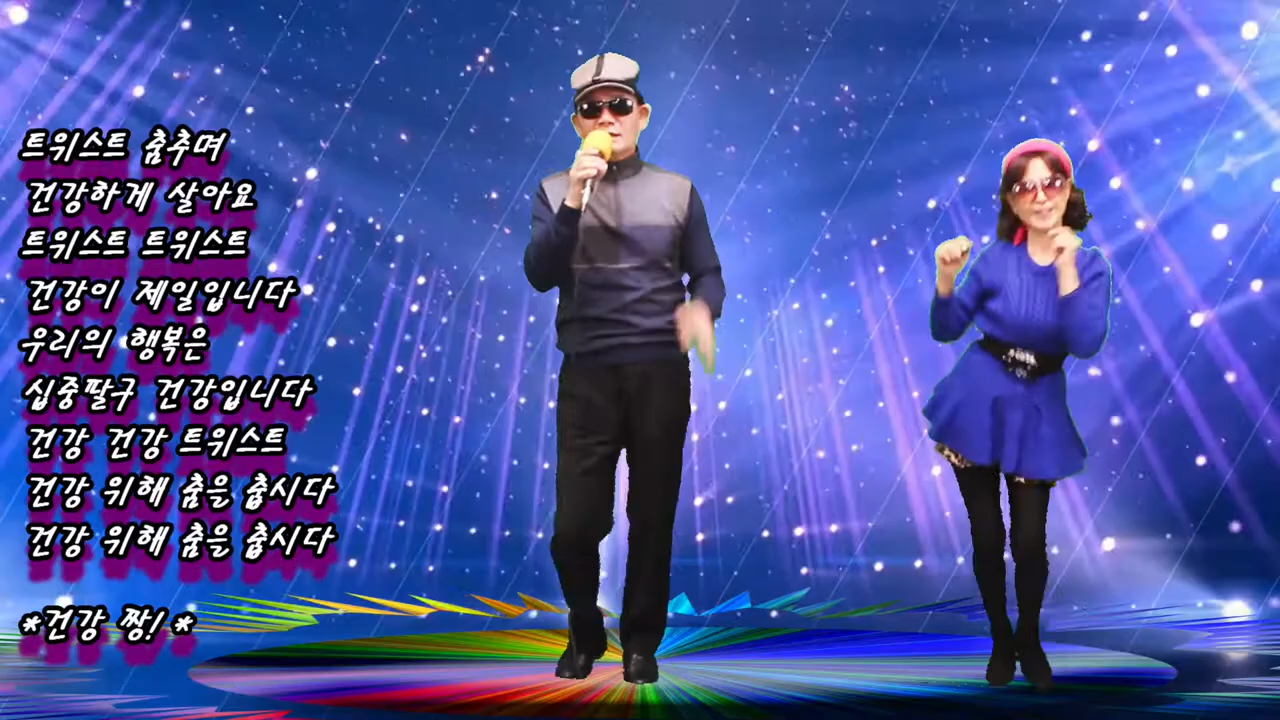 트위스트 춤추며
건강하게 살아요
트위스트 트위스트
건강이 제일입니다
우리의 행복은
십중팔구 건강입니다
건강 건강 트위스트
건강 위해 춤을 춥시다
건강 위해 춤을 춥시다
*건강 짱! *